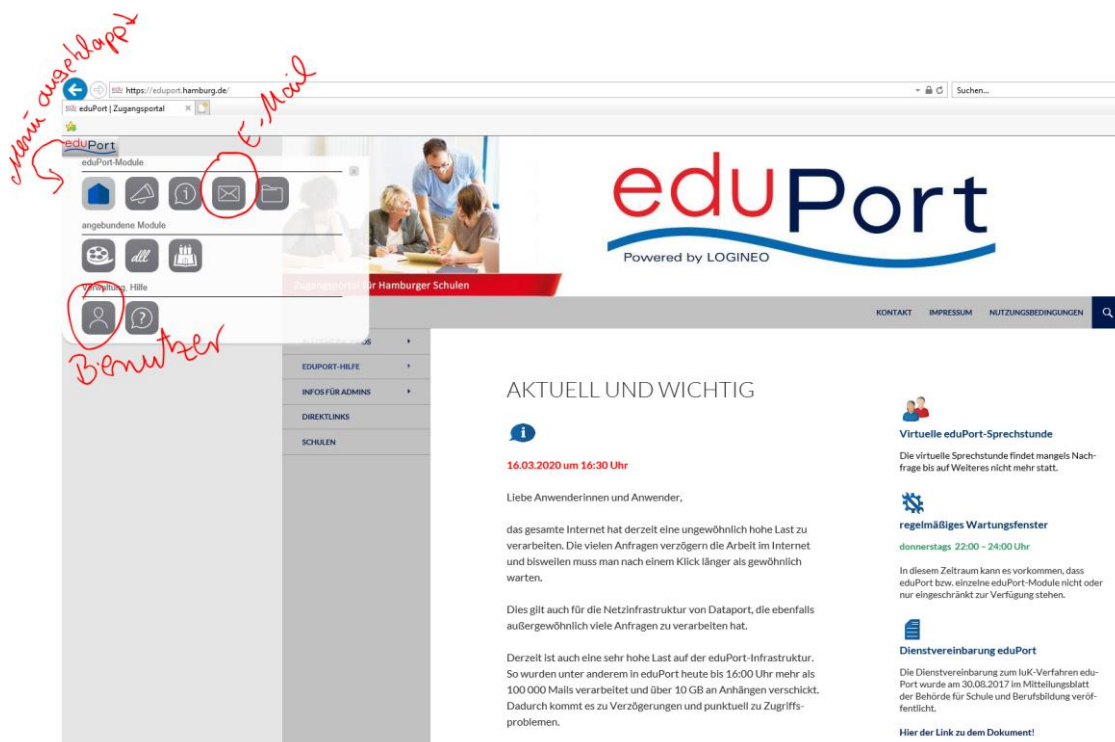 Menü ausgeklappt
E-Mail
https://eduport.hamburg.de/
Suchen...
eduPort | Zugangsportal
eduPort
eduPort-Module
angebundene Module
dll
Verwaltung, Hilfe
Benutzer
eduPort
Powered by LOGINEO
Zugangsportal für Hamburger Schulen
KONTAKT IMPRESSUM NUTZUNGSBEDINGUNGEN
EDUPORT-HILFE
INFOS FÜR ADMINS
DIREKTLINKS
SCHULEN
AKTUELL UND WICHTIG
16.03.2020 um 16:30 Uhr
Liebe Anwenderinnen und Anwender,
das gesamte Internet hat derzeit eine ungewöhnlich hohe Last zu
verarbeiten. Die vielen Anfragen verzögern die Arbeit im Internet
und bisweilen muss man nach einem Klick länger als gewöhnlich
warten.
Dies gilt auch für die Netzinfrastruktur von Dataport, die ebenfalls
außergewöhnlich viele Anfragen zu verarbeiten hat.
Derzeit ist auch eine sehr hohe Last auf der eduPort-Infrastruktur.
So wurden unter anderem in eduPort heute bis 16:00 Uhr mehr als
100 000 Mails verarbeitet und über 10 GB an Anhängen verschickt.
Dadurch kommt es zu Verzögerungen und punktuell zu Zugriffs-
problemen.
Virtuelle eduPort-Sprechstunde
Die virtuelle Sprechstunde findet mangels Nach-
frage bis auf Weiteres nicht mehr statt.
regelmäßiges Wartungsfenster
donnerstags 22:00 – 24:00 Uhr
In diesem Zeitraum kann es vorkommen, dass
eduPort bzw. einzelne eduPort-Module nicht oder
nur eingeschränkt zur Verfügung stehen.
Dienstvereinbarung eduPort
Die Dienstvereinbarung zum IuK-Verfahren edu-
Port wurde am 30.08.2017 im Mitteilungsblatt
der Behörde für Schule und Berufsbildung veröf-
fentlicht.
Hier der Link zu dem Dokument!